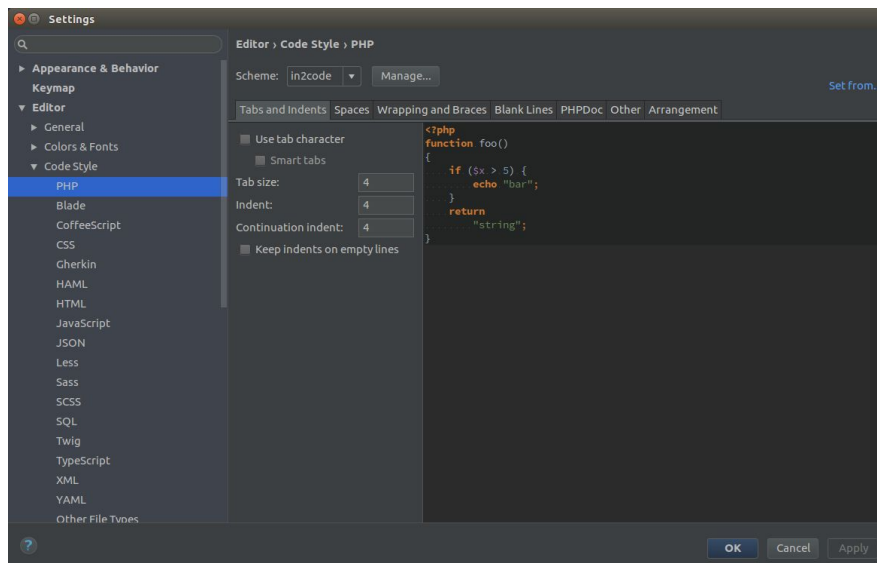 Settings
Appearance & Behavior
Keymap
Editor
General
Colors & Fonts
Code Style
PHP
Blade
CoffeeScript
CSS
Gherkin
HAML
HTML
JavaScript
JSON
Less
Sass
SCSS
SQL
Twig
TypeScript
XML
YAML
Other File Types
Editor › Code Style › PHP
Scheme: in2code Manage...
Set from.
Tabs and Indents Spaces Wrapping and Braces Blank Lines PHPDoc Other Arrangement
Use tab character
Smart tabs
Tab size: 4
Indent: 4
Continuation indent: 4
Keep indents on empty lines
<?php
function foo()
{
....if ($x > 5) {
........echo "bar";
....}
....return
........"string";
}
?
OK Cancel Apply